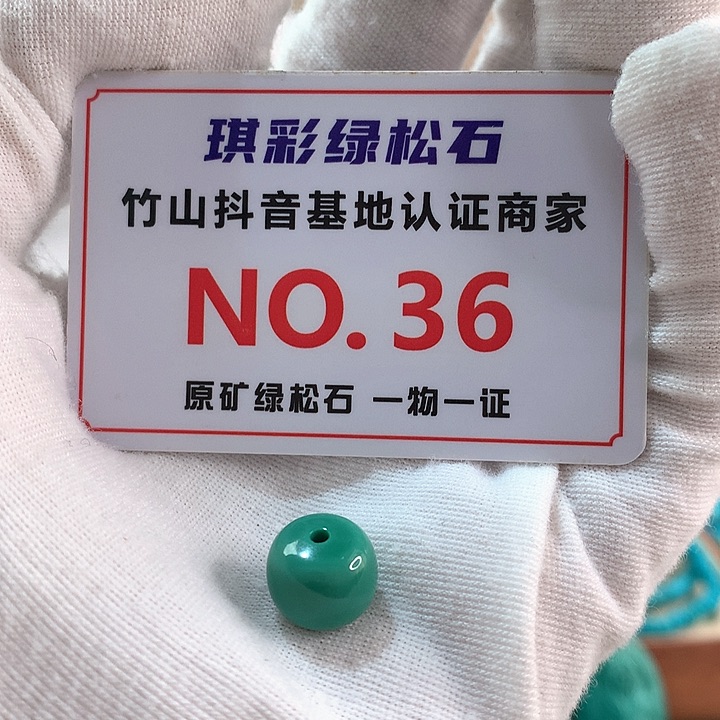 琪彩绿松石
竹山抖音基地认证商家
NO. 36
原矿绿松石 一物一证